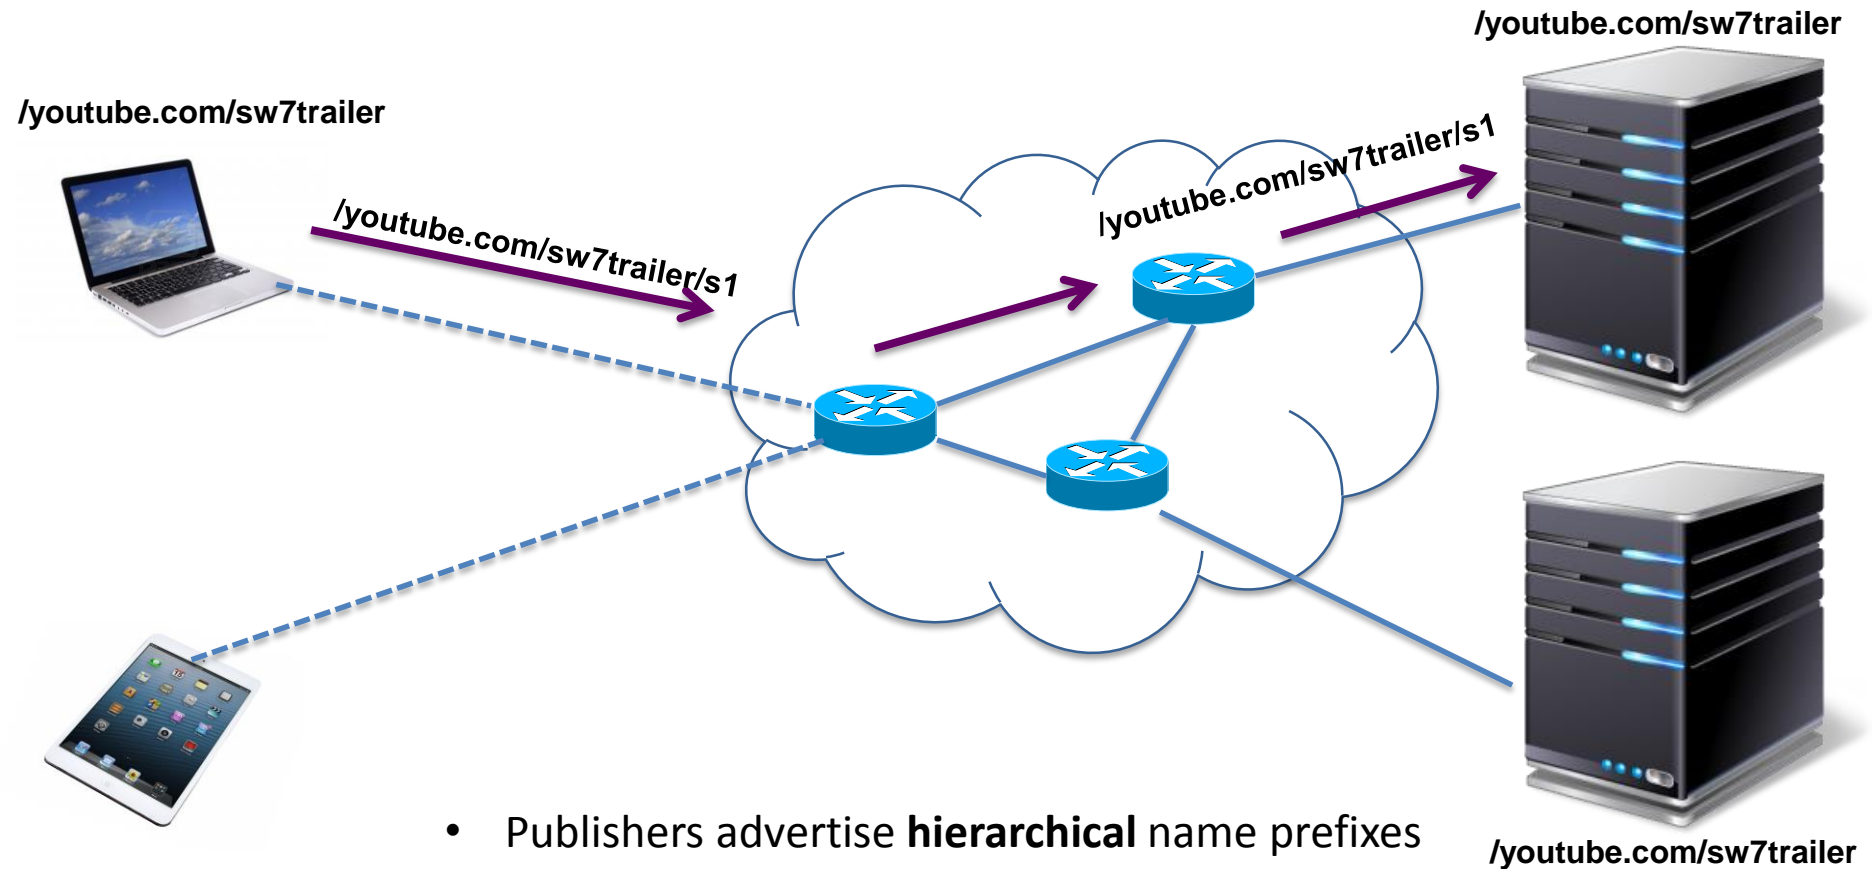 /youtube.com/sw7trailer
/youtube.com/sw7trailer
/youtube.com/sw7trailer/s1
/youtube.com/sw7trailer/s1
• Publishers advertise hierarchical name prefixes
/youtube.com/sw7trailer